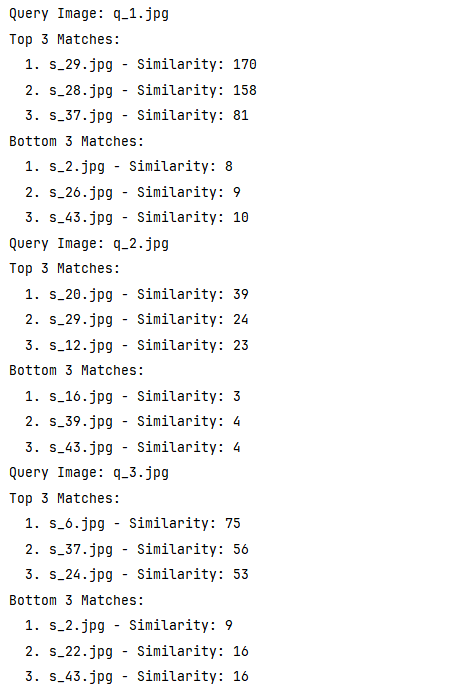 Query Image: q_1.jpg
Top 3 Matches:
1. s_29.jpg - Similarity: 170
2. s_28.jpg - Similarity: 158
3. s_37.jpg - Similarity: 81
Bottom 3 Matches:
1. s_2.jpg - Similarity: 8
2. s_26.jpg - Similarity: 9
3. s_43.jpg - Similarity: 10
Query Image: q_2.jpg
Top 3 Matches:
1. s_20.jpg - Similarity: 39
2. s_29.jpg - Similarity: 24
3. s_12.jpg - Similarity: 23
Bottom 3 Matches:
1. s_16.jpg - Similarity: 3
2. s_39.jpg - Similarity: 4
3. s_43.jpg - Similarity: 4
Query Image: q_3.jpg
Top 3 Matches:
1. s_6.jpg - Similarity: 75
2. s_37.jpg - Similarity: 56
3. s_24.jpg - Similarity: 53
Bottom 3 Matches:
1. s_2.jpg - Similarity: 9
2. s_22.jpg - Similarity: 16
3. s_43.jpg - Similarity: 16